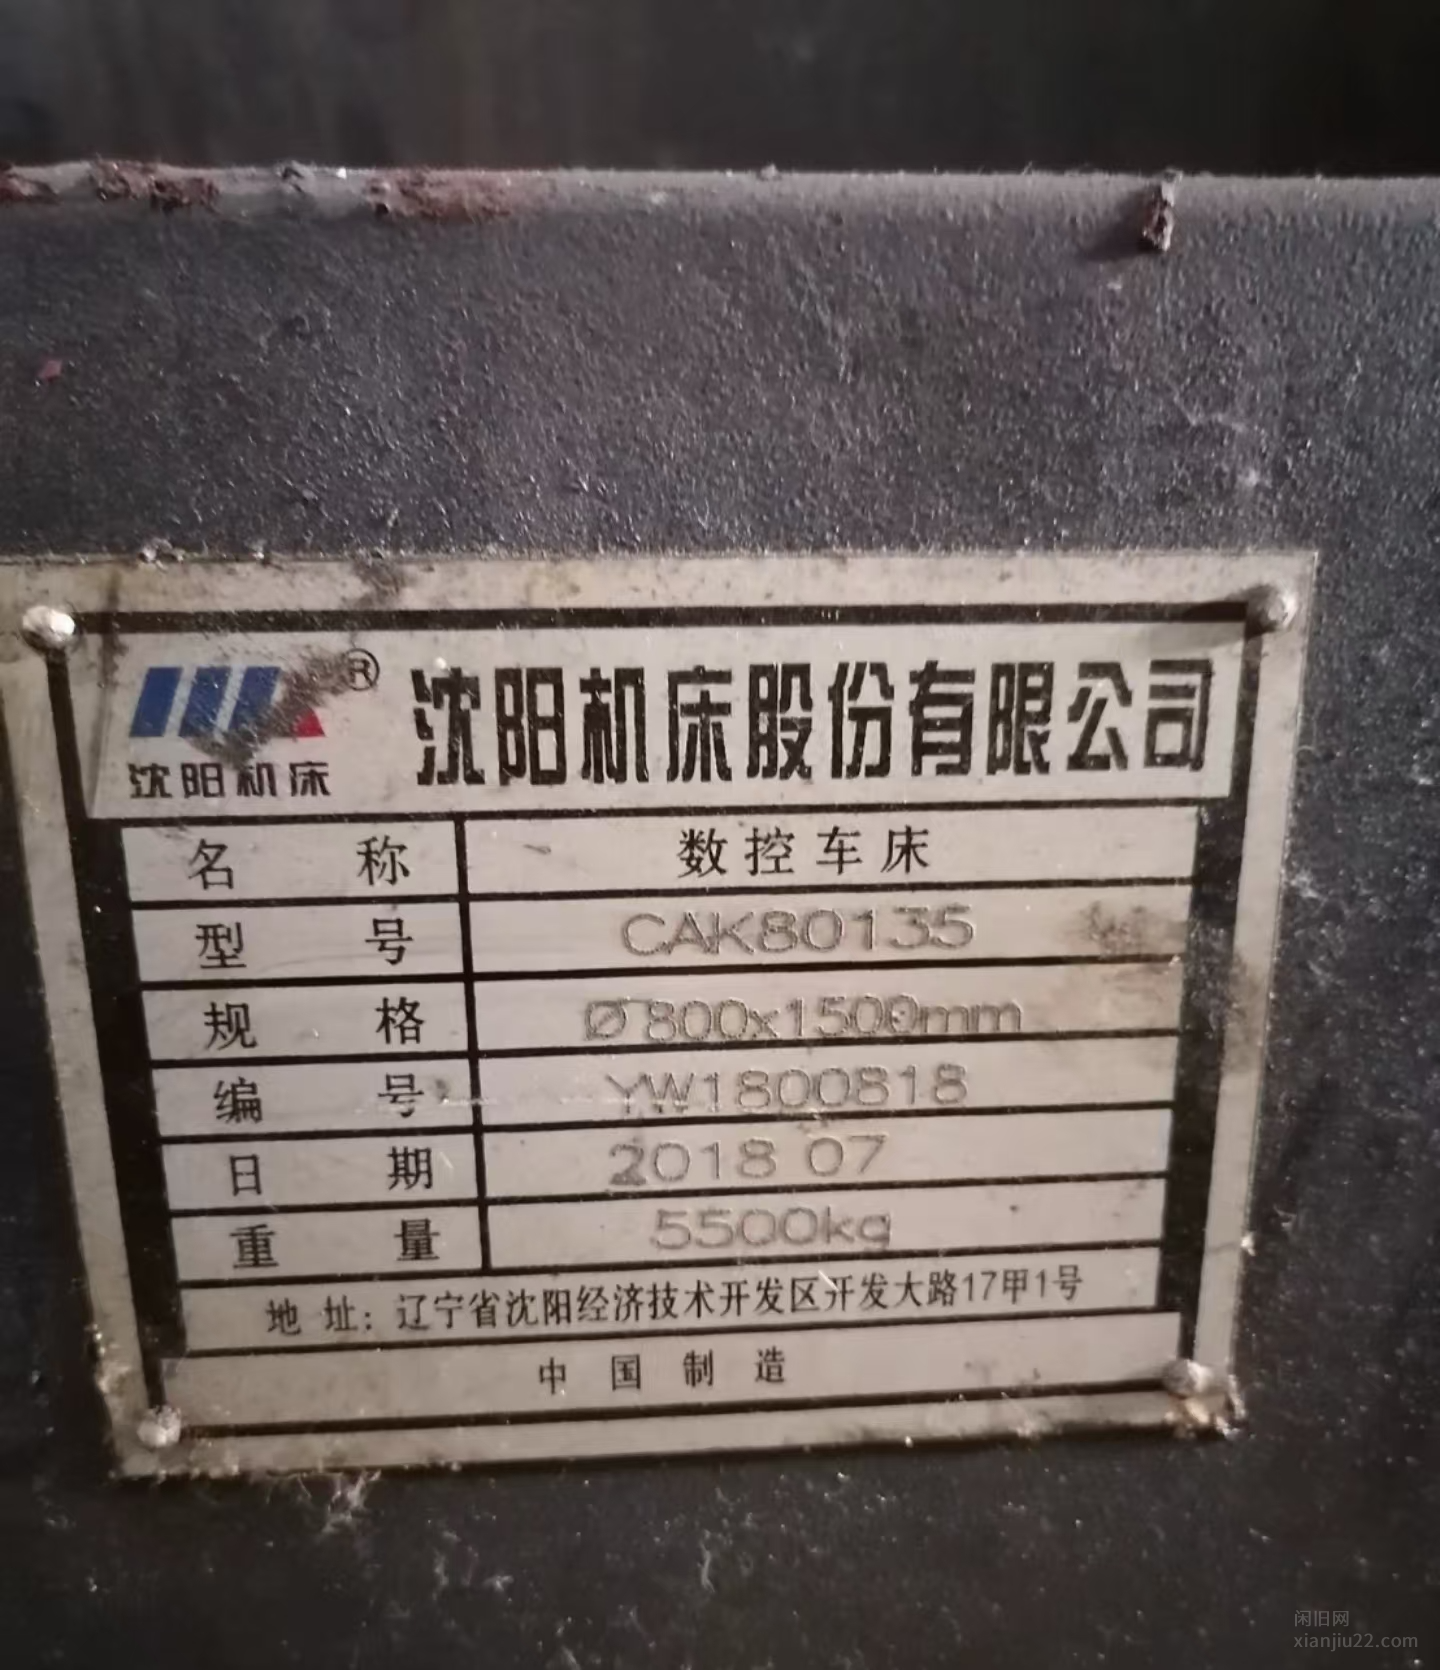 沈阳机床 ® 沈阳机床股份有限公司
名称 数控车床
型号 CAK80135
规格 Ø800x1500mm
编号 YW1800818
日期 2018 07
重量 5500kg
地址：辽宁省沈阳经济技术开发区开发大路17甲1号
中国制造
闲旧网
xianjiu22.com